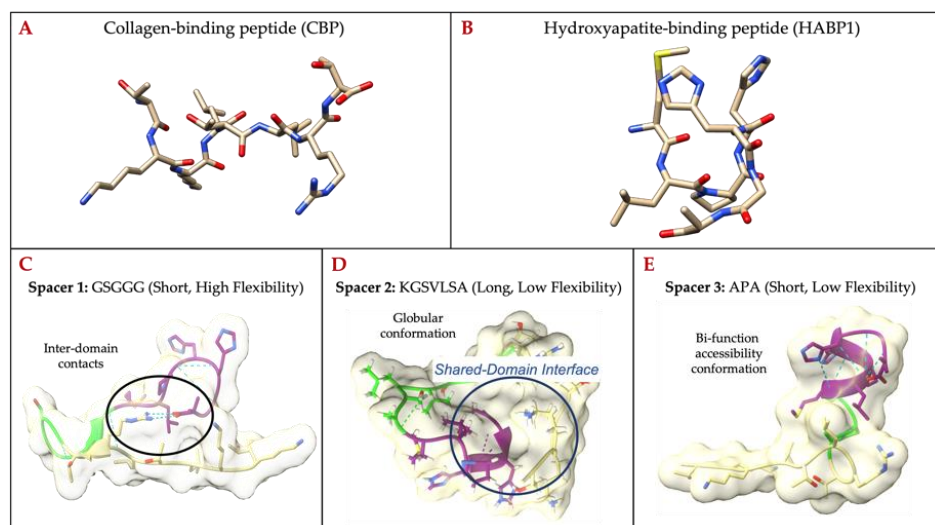 A
Collagen-binding peptide (CBP)
B
Hydroxyapatite-binding peptide (HABP1)
C
Spacer 1: GSGGG (Short, High Flexibility)
Inter-domain
contacts
D
Spacer 2: KGSVLSA (Long, Low Flexibility)
Globular
conformation
Shared-Domain Interface
E
Spacer 3: APA (Short, Low Flexibility)
Bi-function
accessibility
conformation